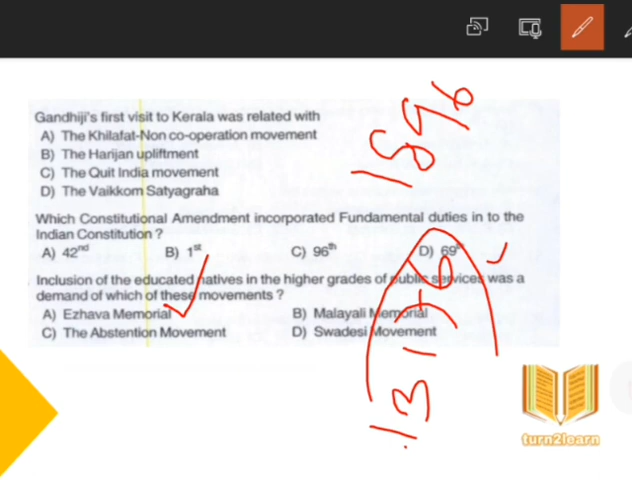 Gandhiji's first visit to Kerala was related with
A) The Khilafat-Non co-operation movement
B) The Harijan upliftment
C) The Quit India movement
D) The Vaikkom Satyagraha
Which Constitutional Amendment incorporated Fundamental duties in to the
Indian Constitution ?
A) 42nd B) 1st C) 96th D) 69th
Inclusion of the educated natives in the higher grades of public services was a
demand of which of these movements ?
A) Ezhava Memorial B) Malayali Memorial
C) The Abstention Movement D) Swadesi Movement
1896
13176
turn2learn